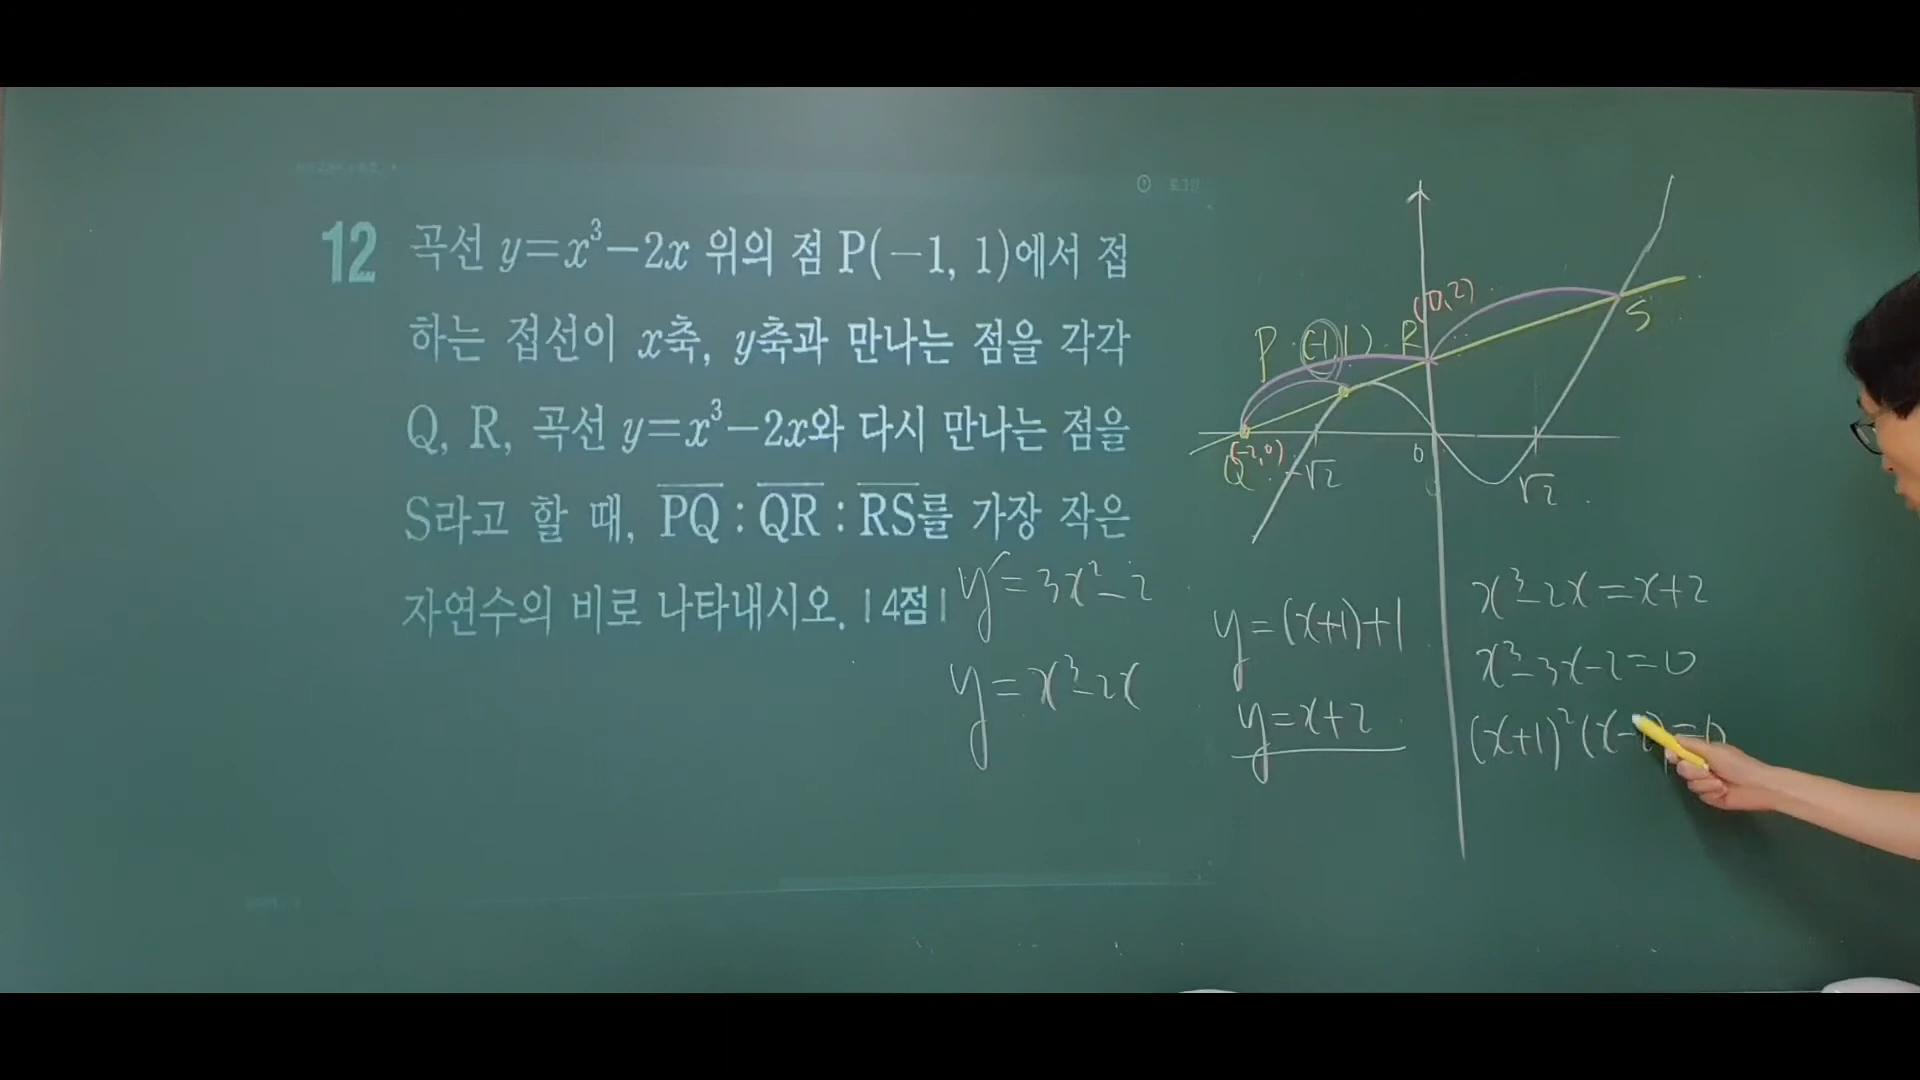 12 곡선 y=x³−2x 위의 점 P(−1, 1)에서 접
하는 접선이 x축, y축과 만나는 점을 각각
Q, R, 곡선 y=x³−2x와 다시 만나는 점을
S라고 할 때, PQ : QR : RS를 가장 작은
자연수의 비로 나타내시오. |4점|
y′=3x²−2
y=x³−2x
y=(x+1)+1
y=x+2
(0,2)
P (−1,1) R
S
Q (−2,0) −√2
0
√2
x³−2x=x+2
x³−3x−2=0
(x+1)²(x−2)=0